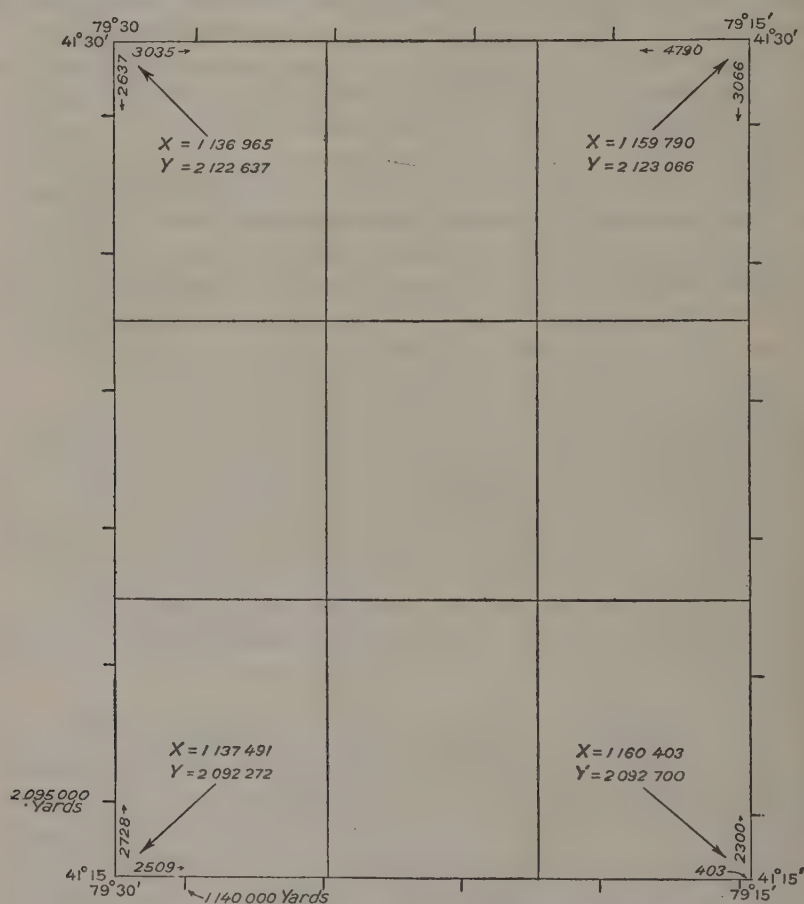 79°30
79°15′
41°30′
41°30′
3035→
←4790
←2637
←3066
X = 1 136 965
Y = 2 122 637
X = 1 159 790
Y = 2 123 066
X = 1 137 491
Y = 2 092 272
X = 1 160 403
Y = 2 092 700
2 095 000
Yards
2728→
2300→
2509→
403
41°15′
41°15′
79°30′
1 140 000 Yards
79°15′